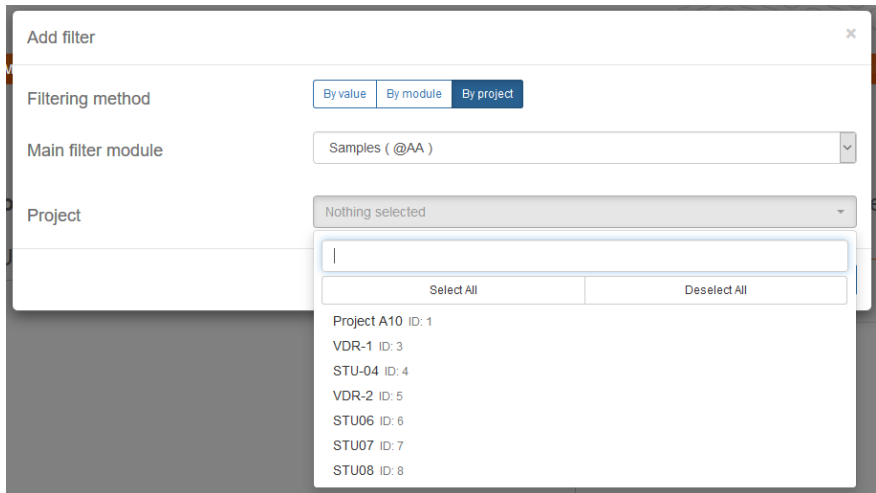 Add filter ×
Filtering method By value By module By project
Main filter module Samples ( @AA )
Project Nothing selected
Select All Deselect All
Project A10 ID: 1
VDR-1 ID: 3
STU-04 ID: 4
VDR-2 ID: 5
STU06 ID: 6
STU07 ID: 7
STU08 ID: 8